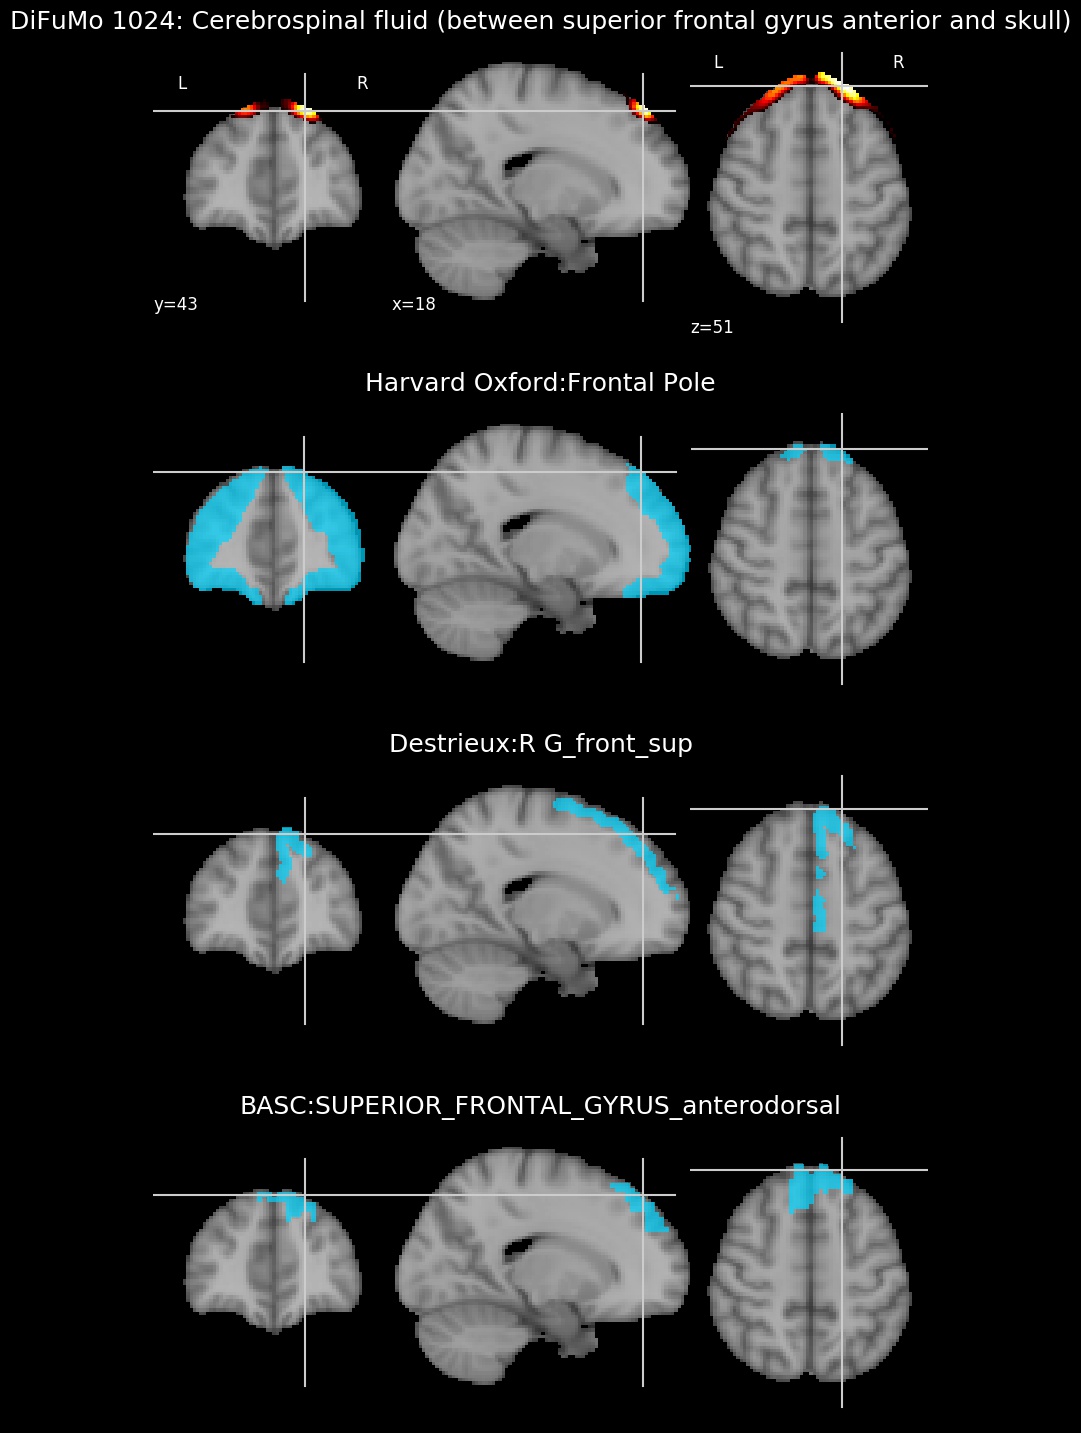 DiFuMo 1024: Cerebrospinal fluid (between superior frontal gyrus anterior and skull)
L R
L R
y=43
x=18
z=51
Harvard Oxford:Frontal Pole
Destrieux:R G_front_sup
BASC:SUPERIOR_FRONTAL_GYRUS_anterodorsal